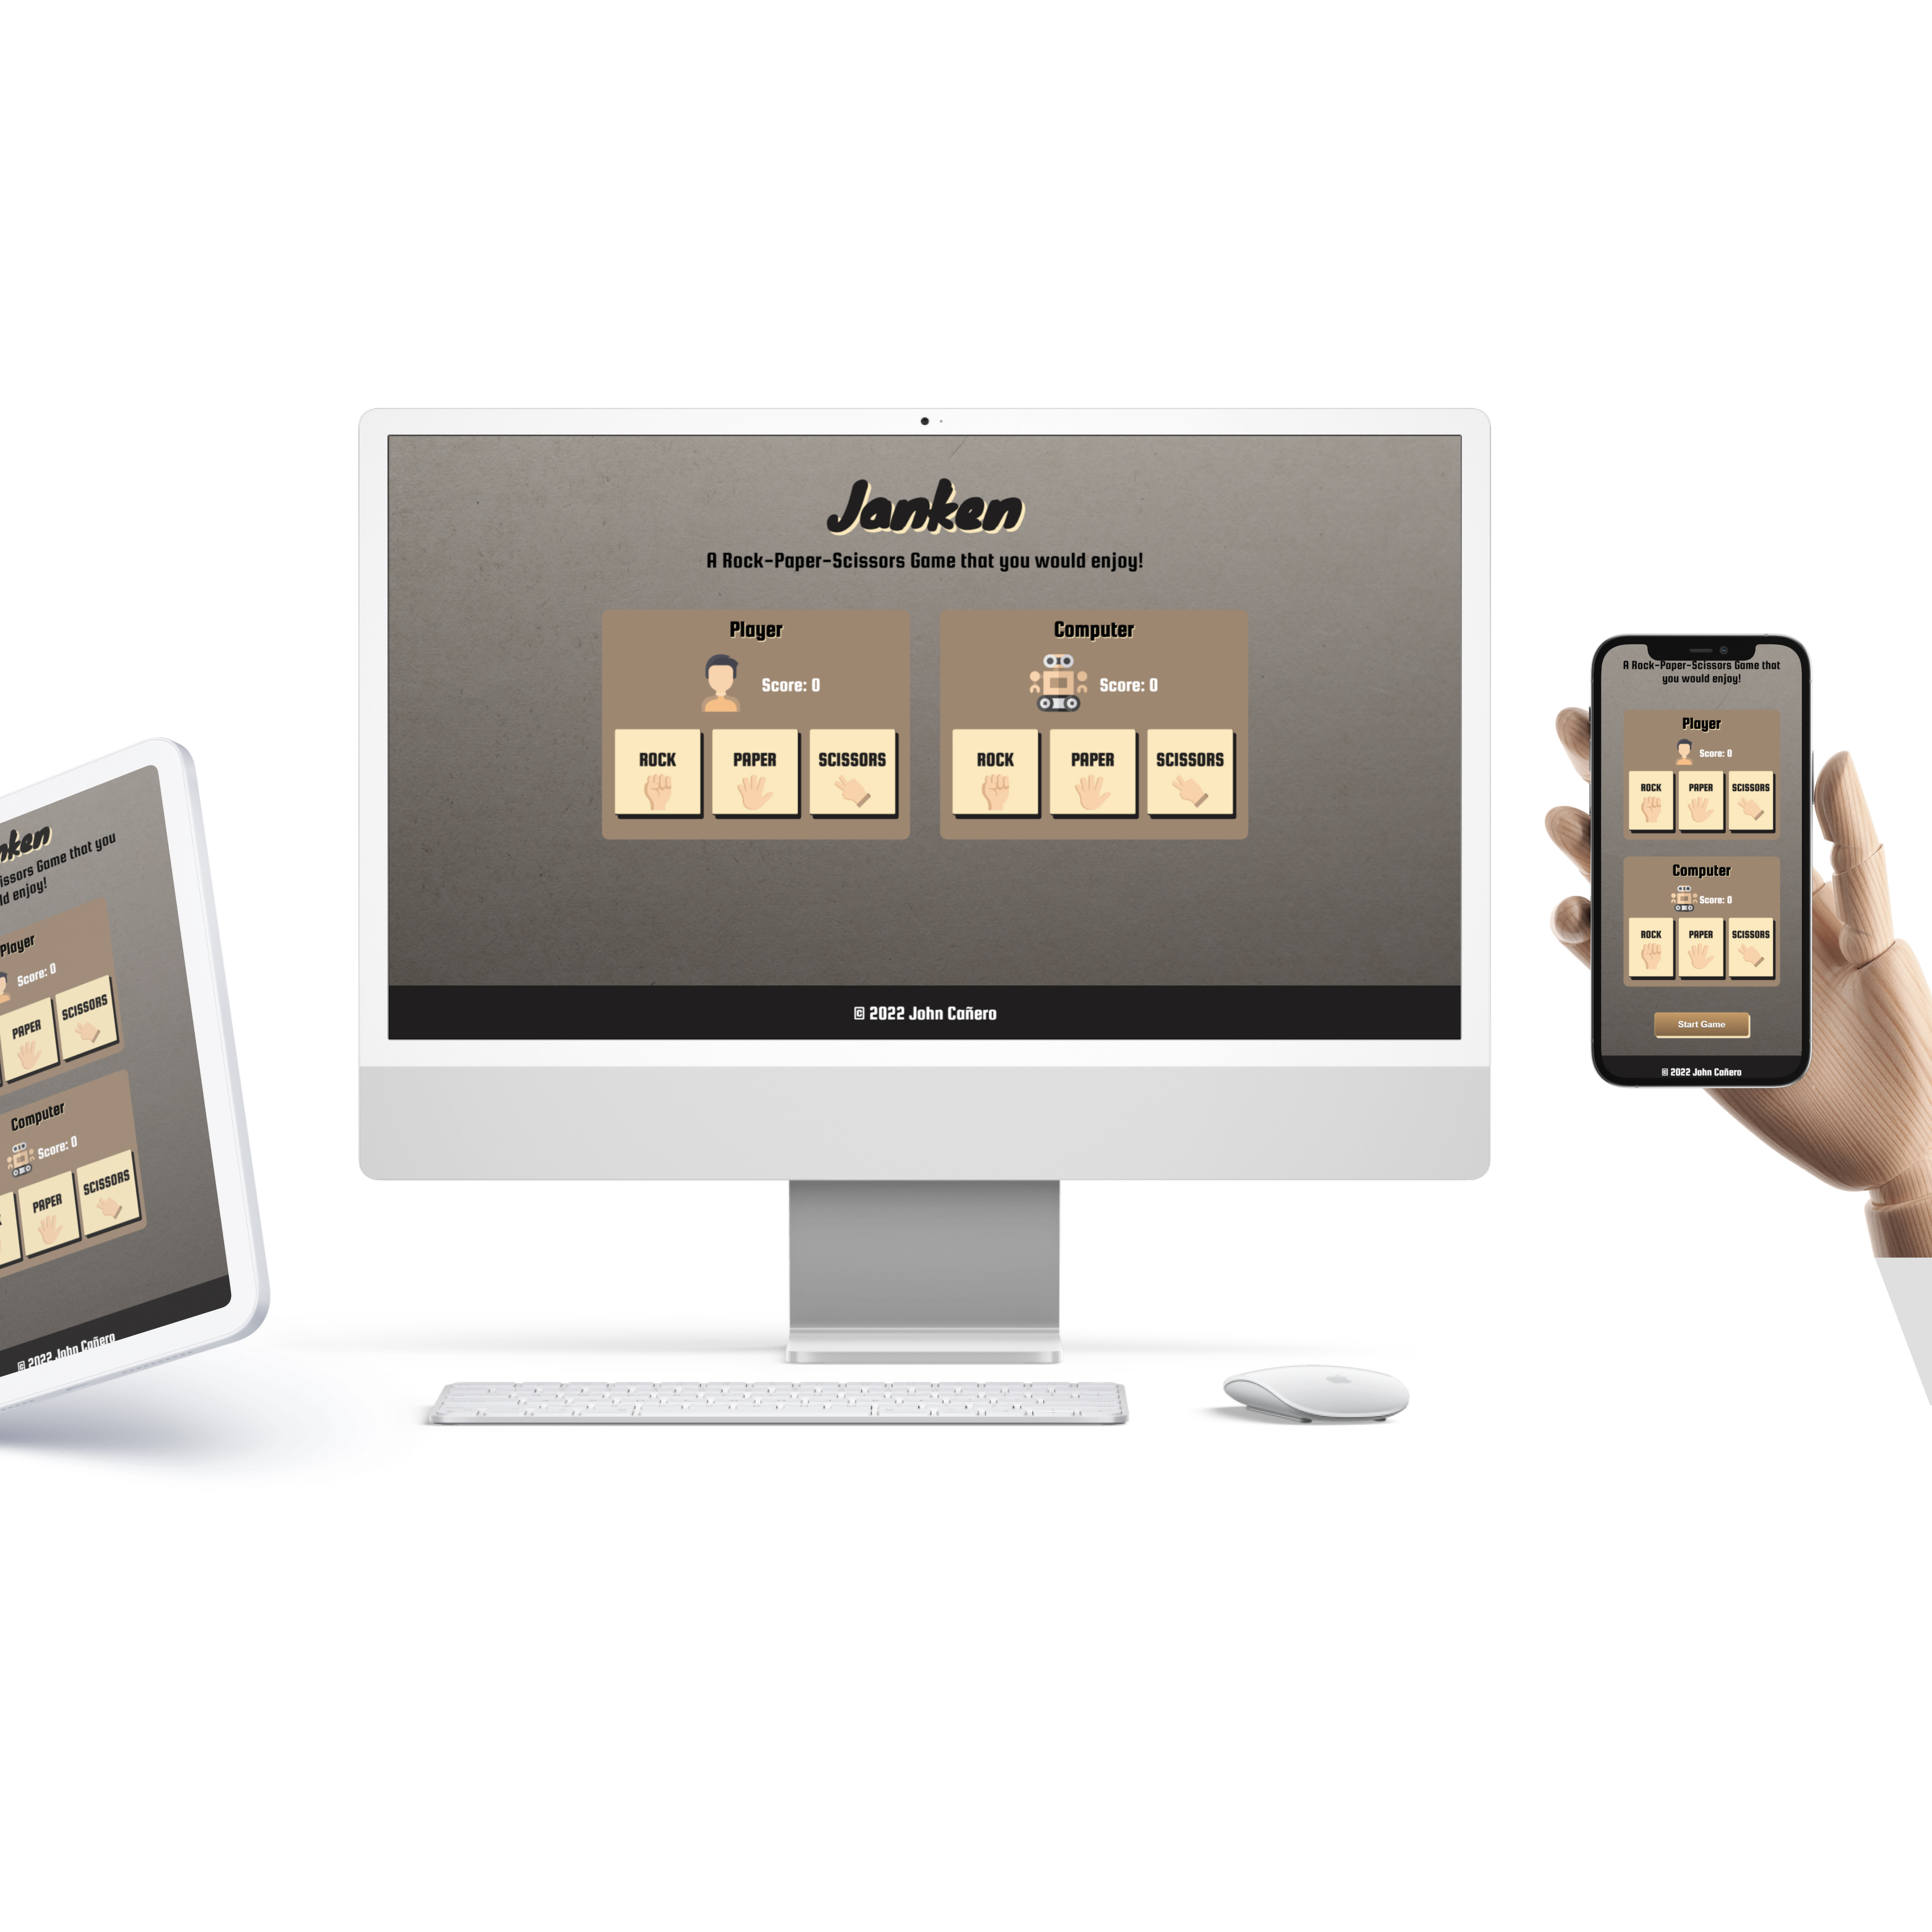 Janken
A Rock-Paper-Scissors Game that you would enjoy!
Player
Score: 0
ROCK
PAPER
SCISSORS
Computer
Score: 0
ROCK
PAPER
SCISSORS
© 2022 John Cañero
nken
issors Game that you
ld enjoy!
Player
Score: 0
PAPER
SCISSORS
Computer
Score: 0
K
PAPER
SCISSORS
© 2022 John Cañero
A Rock-Paper-Scissors Game that
you would enjoy!
Player
Score: 0
ROCK
PAPER
SCISSORS
Computer
Score: 0
ROCK
PAPER
SCISSORS
Start Game
© 2022 John Cañero